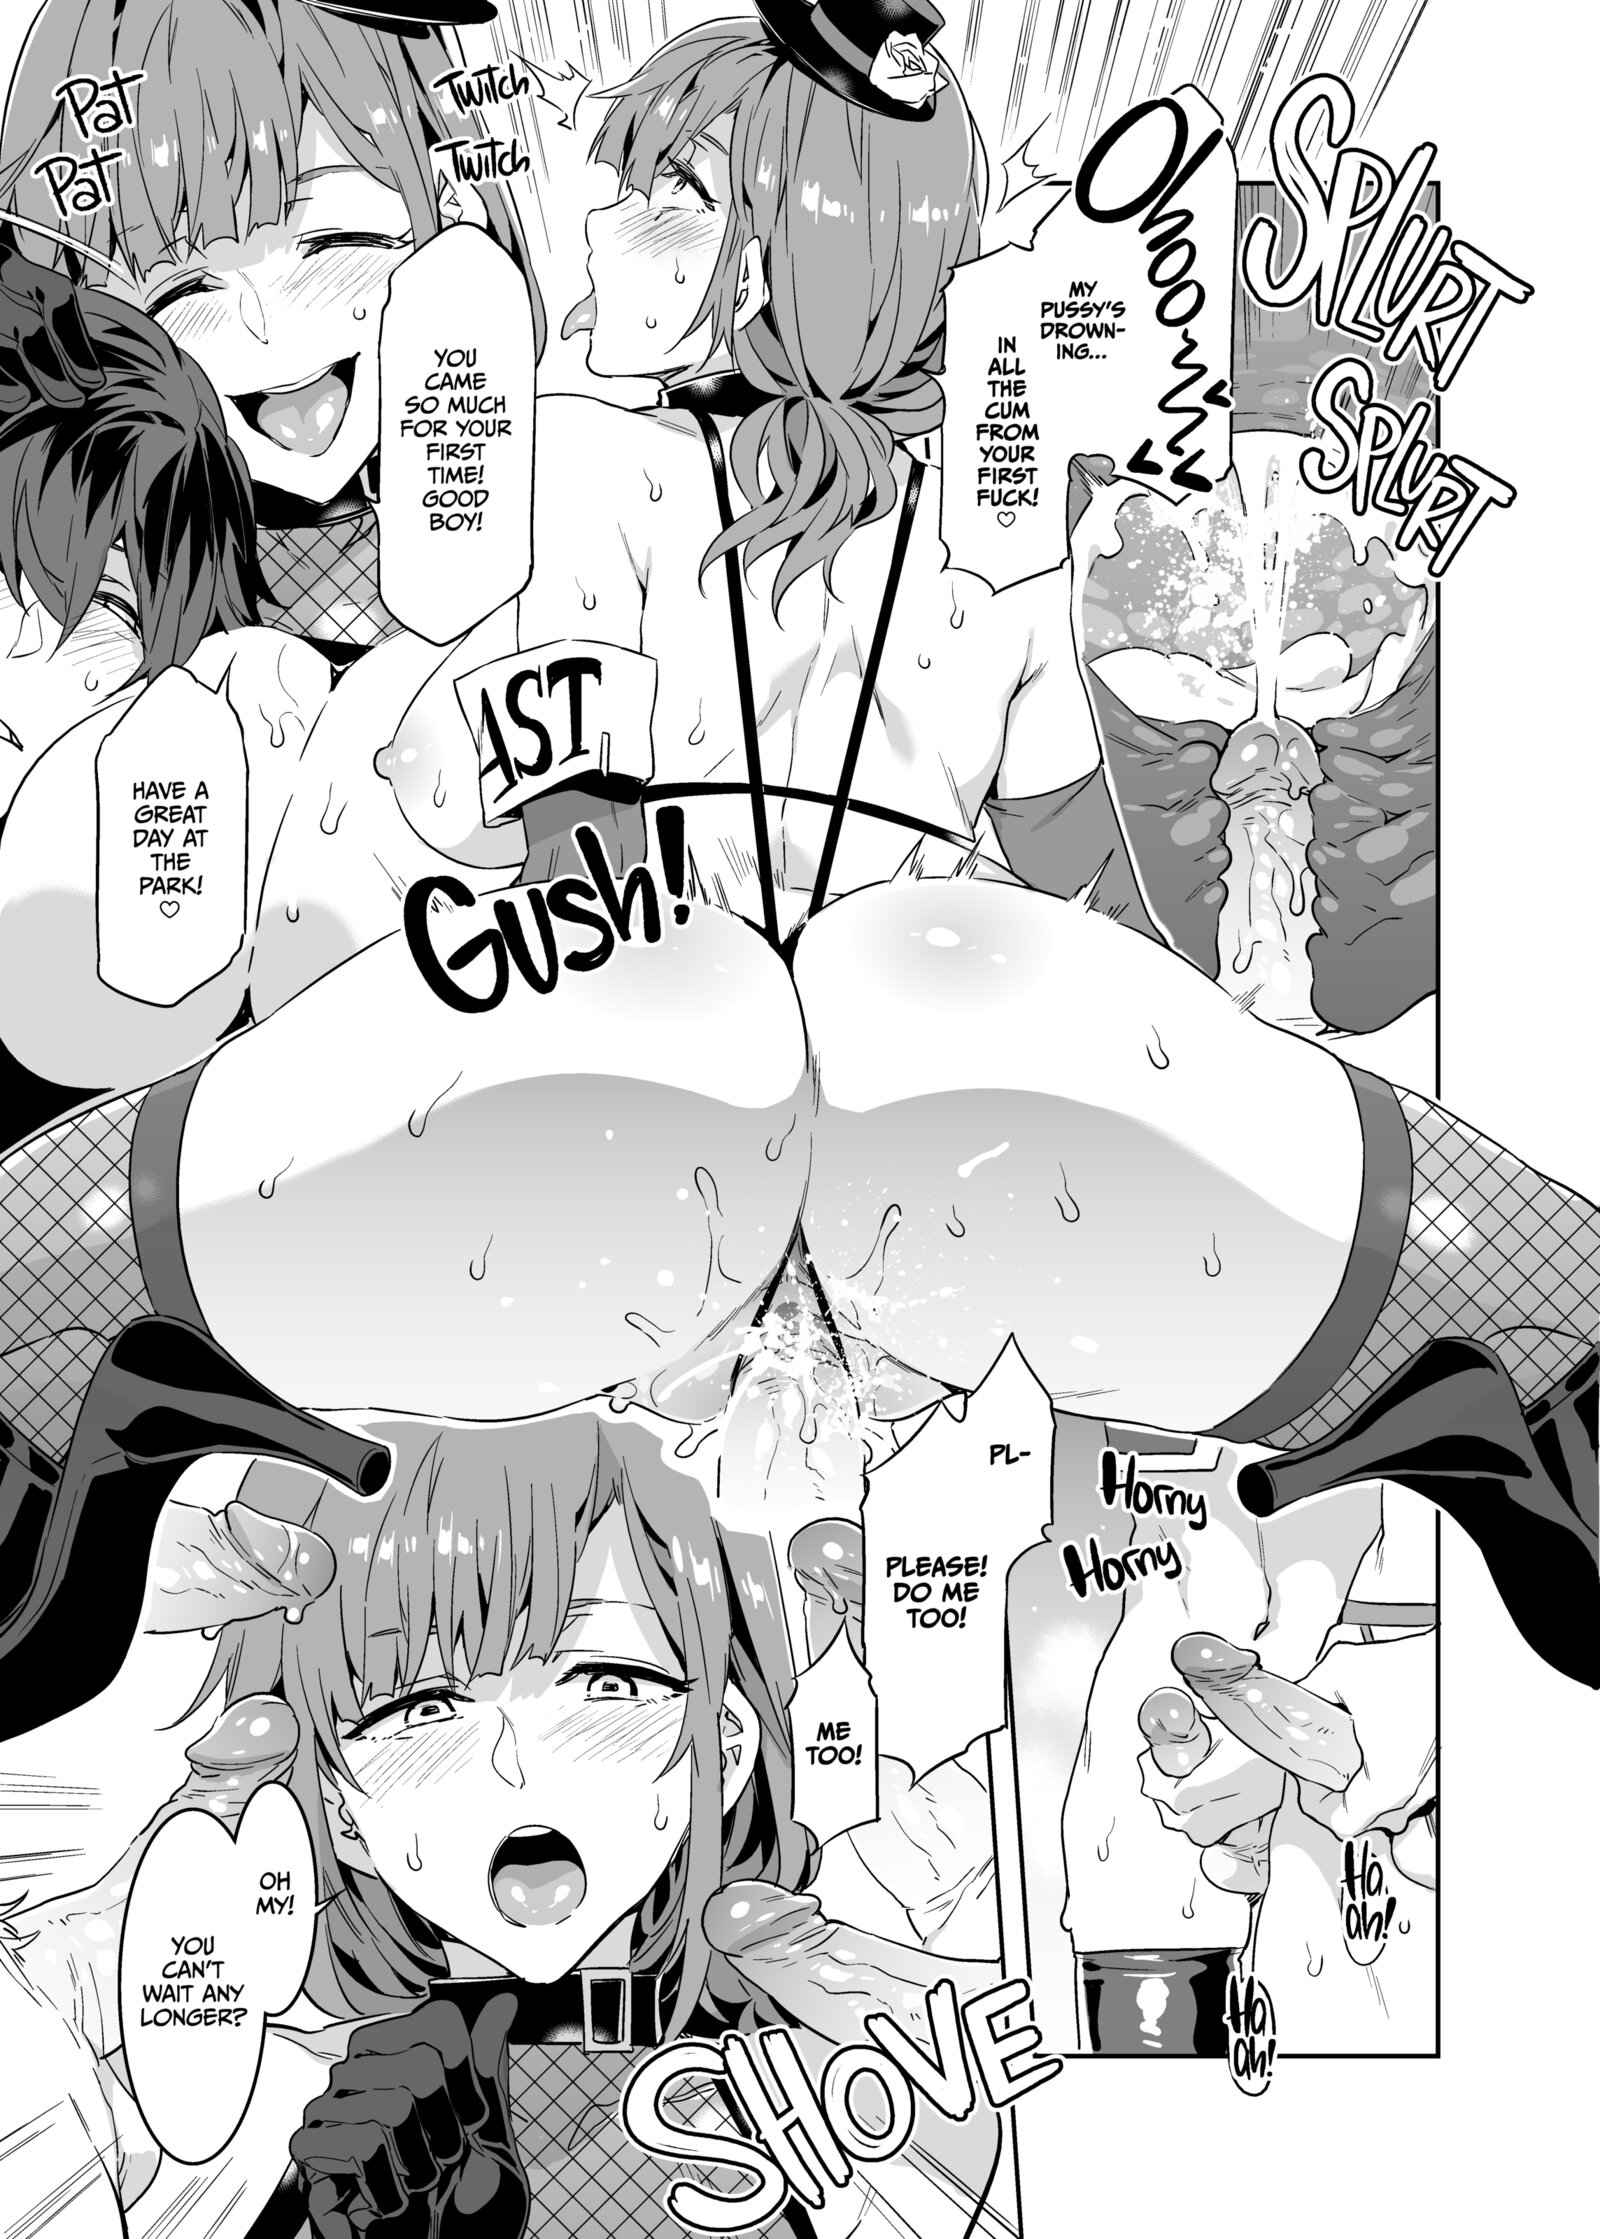 SPLURT
SPLURT
Ohooo
MY
PUSSY'S
DROWN-
ING...
IN
ALL
THE
CUM
FROM
YOUR
FIRST
FUCK! ♡
Twitch
Twitch
Pat
Pat
YOU
CAME
SO MUCH
FOR YOUR
FIRST
TIME!
GOOD
BOY!
HAVE A
GREAT
DAY AT
THE
PARK! ♡
AST
GUSH!
HORNY
HORNY
PL-
PLEASE!
DO ME
TOO!
ME
TOO!
HA
AH!
HA
AH!
OH
MY!
YOU
CAN'T
WAIT ANY
LONGER?
SHOVE